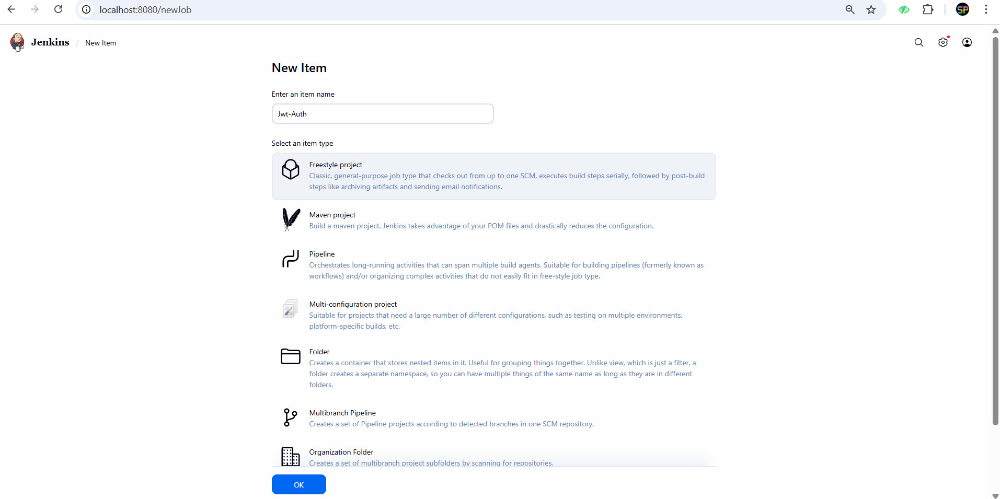 localhost:8080/newJob
SP
Jenkins / New Item
New Item
Enter an item name
Jwt-Auth
Select an item type
Freestyle project
Classic, general-purpose job type that checks out from up to one SCM, executes build steps serially, followed by post-build
steps like archiving artifacts and sending email notifications.
Maven project
Build a maven project. Jenkins takes advantage of your POM files and drastically reduces the configuration.
Pipeline
Orchestrates long-running activities that can span multiple build agents. Suitable for building pipelines (formerly known as
workflows) and/or organizing complex activities that do not easily fit in free-style job type.
Multi-configuration project
Suitable for projects that need a large number of different configurations, such as testing on multiple environments,
platform-specific builds, etc.
Folder
Creates a container that stores nested items in it. Useful for grouping things together. Unlike view, which is just a filter, a
folder creates a separate namespace, so you can have multiple things of the same name as long as they are in different
folders.
Multibranch Pipeline
Creates a set of Pipeline projects according to detected branches in one SCM repository.
Organization Folder
Creates a set of multibranch project subfolders by scanning for repositories.
OK